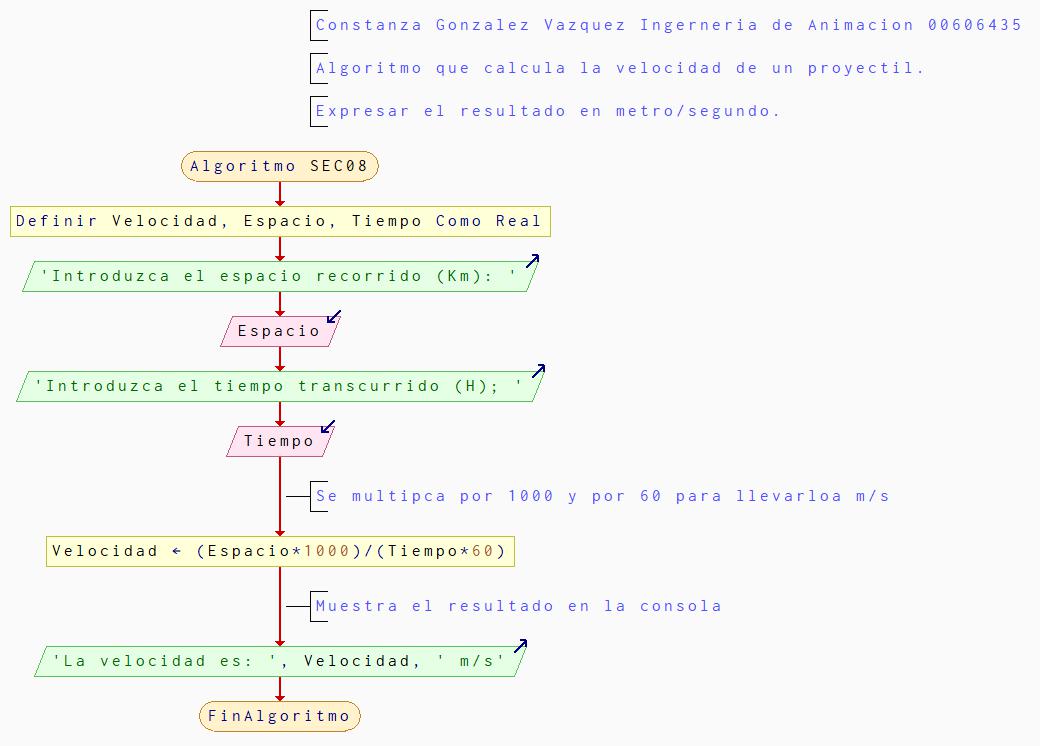 Constanza Gonzalez Vazquez Ingerneria de Animacion 00606435
Algoritmo que calcula la velocidad de un proyectil.
Expresar el resultado en metro/segundo.
Algoritmo SEC08
Definir Velocidad, Espacio, Tiempo Como Real
'Introduzca el espacio recorrido (Km): '
Espacio
'Introduzca el tiempo transcurrido (H); '
Tiempo
Se multipca por 1000 y por 60 para llevarloa m/s
Velocidad ← (Espacio*1000)/(Tiempo*60)
Muestra el resultado en la consola
'La velocidad es: ', Velocidad, ' m/s'
FinAlgoritmo